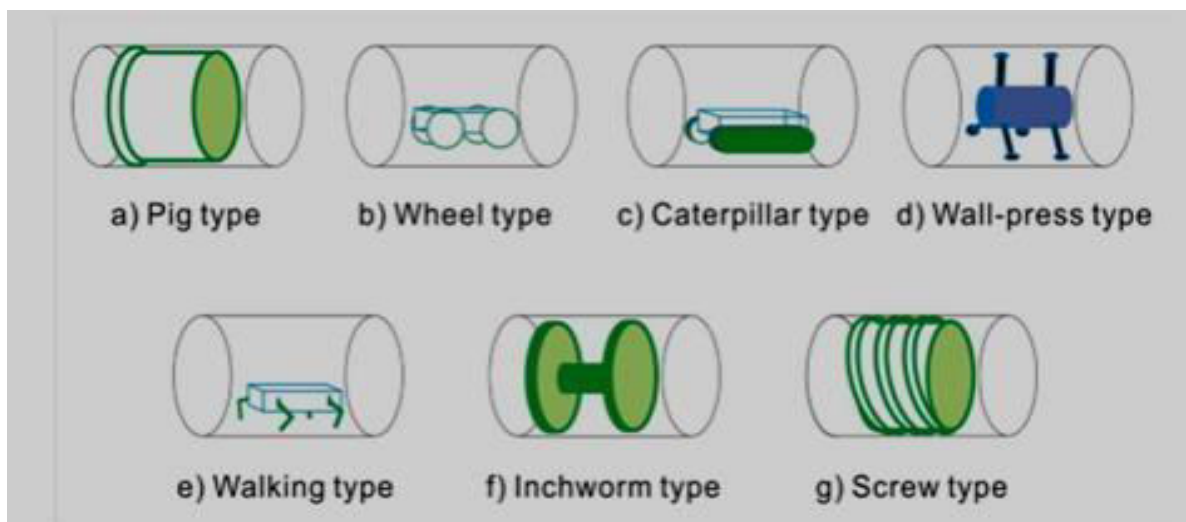 a) Pig type
b) Wheel type
c) Caterpillar type
d) Wall-press type
e) Walking type
f) Inchworm type
g) Screw type